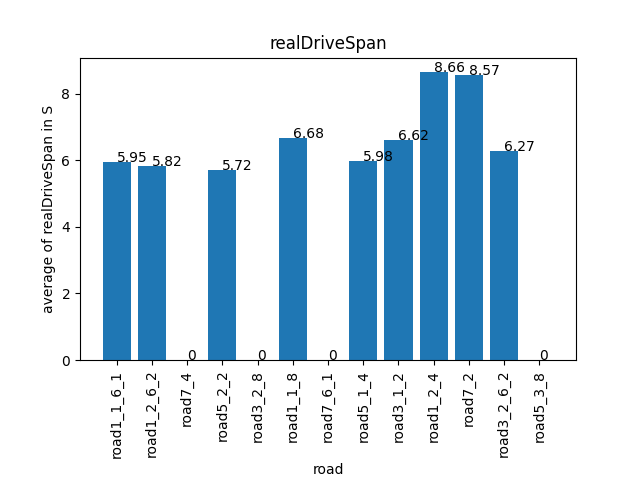 realDriveSpan
average of realDriveSpan in S
8
6
4
2
0
5.95
5.82
0
5.72
0
6.68
0
5.98
6.62
8.66
8.57
6.27
0
road1_1_6_1
road1_2_6_2
road7_4
road5_2_2
road3_2_8
road1_1_8
road7_6_1
road5_1_4
road3_1_2
road1_2_4
road7_2
road3_2_6_2
road5_3_8
road